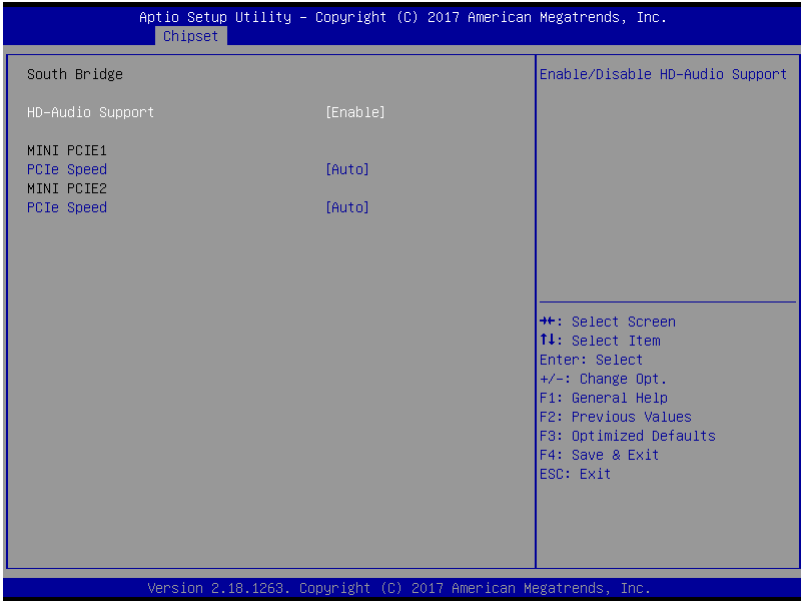 Aptio Setup Utility – Copyright (C) 2017 American Megatrends, Inc.
Chipset
South Bridge
HD-Audio Support [Enable]
MINI PCIE1
PCIe Speed [Auto]
MINI PCIE2
PCIe Speed [Auto]
Enable/Disable HD-Audio Support
→←: Select Screen
↑↓: Select Item
Enter: Select
+/-: Change Opt.
F1: General Help
F2: Previous Values
F3: Optimized Defaults
F4: Save & Exit
ESC: Exit
Version 2.18.1263. Copyright (C) 2017 American Megatrends, Inc.